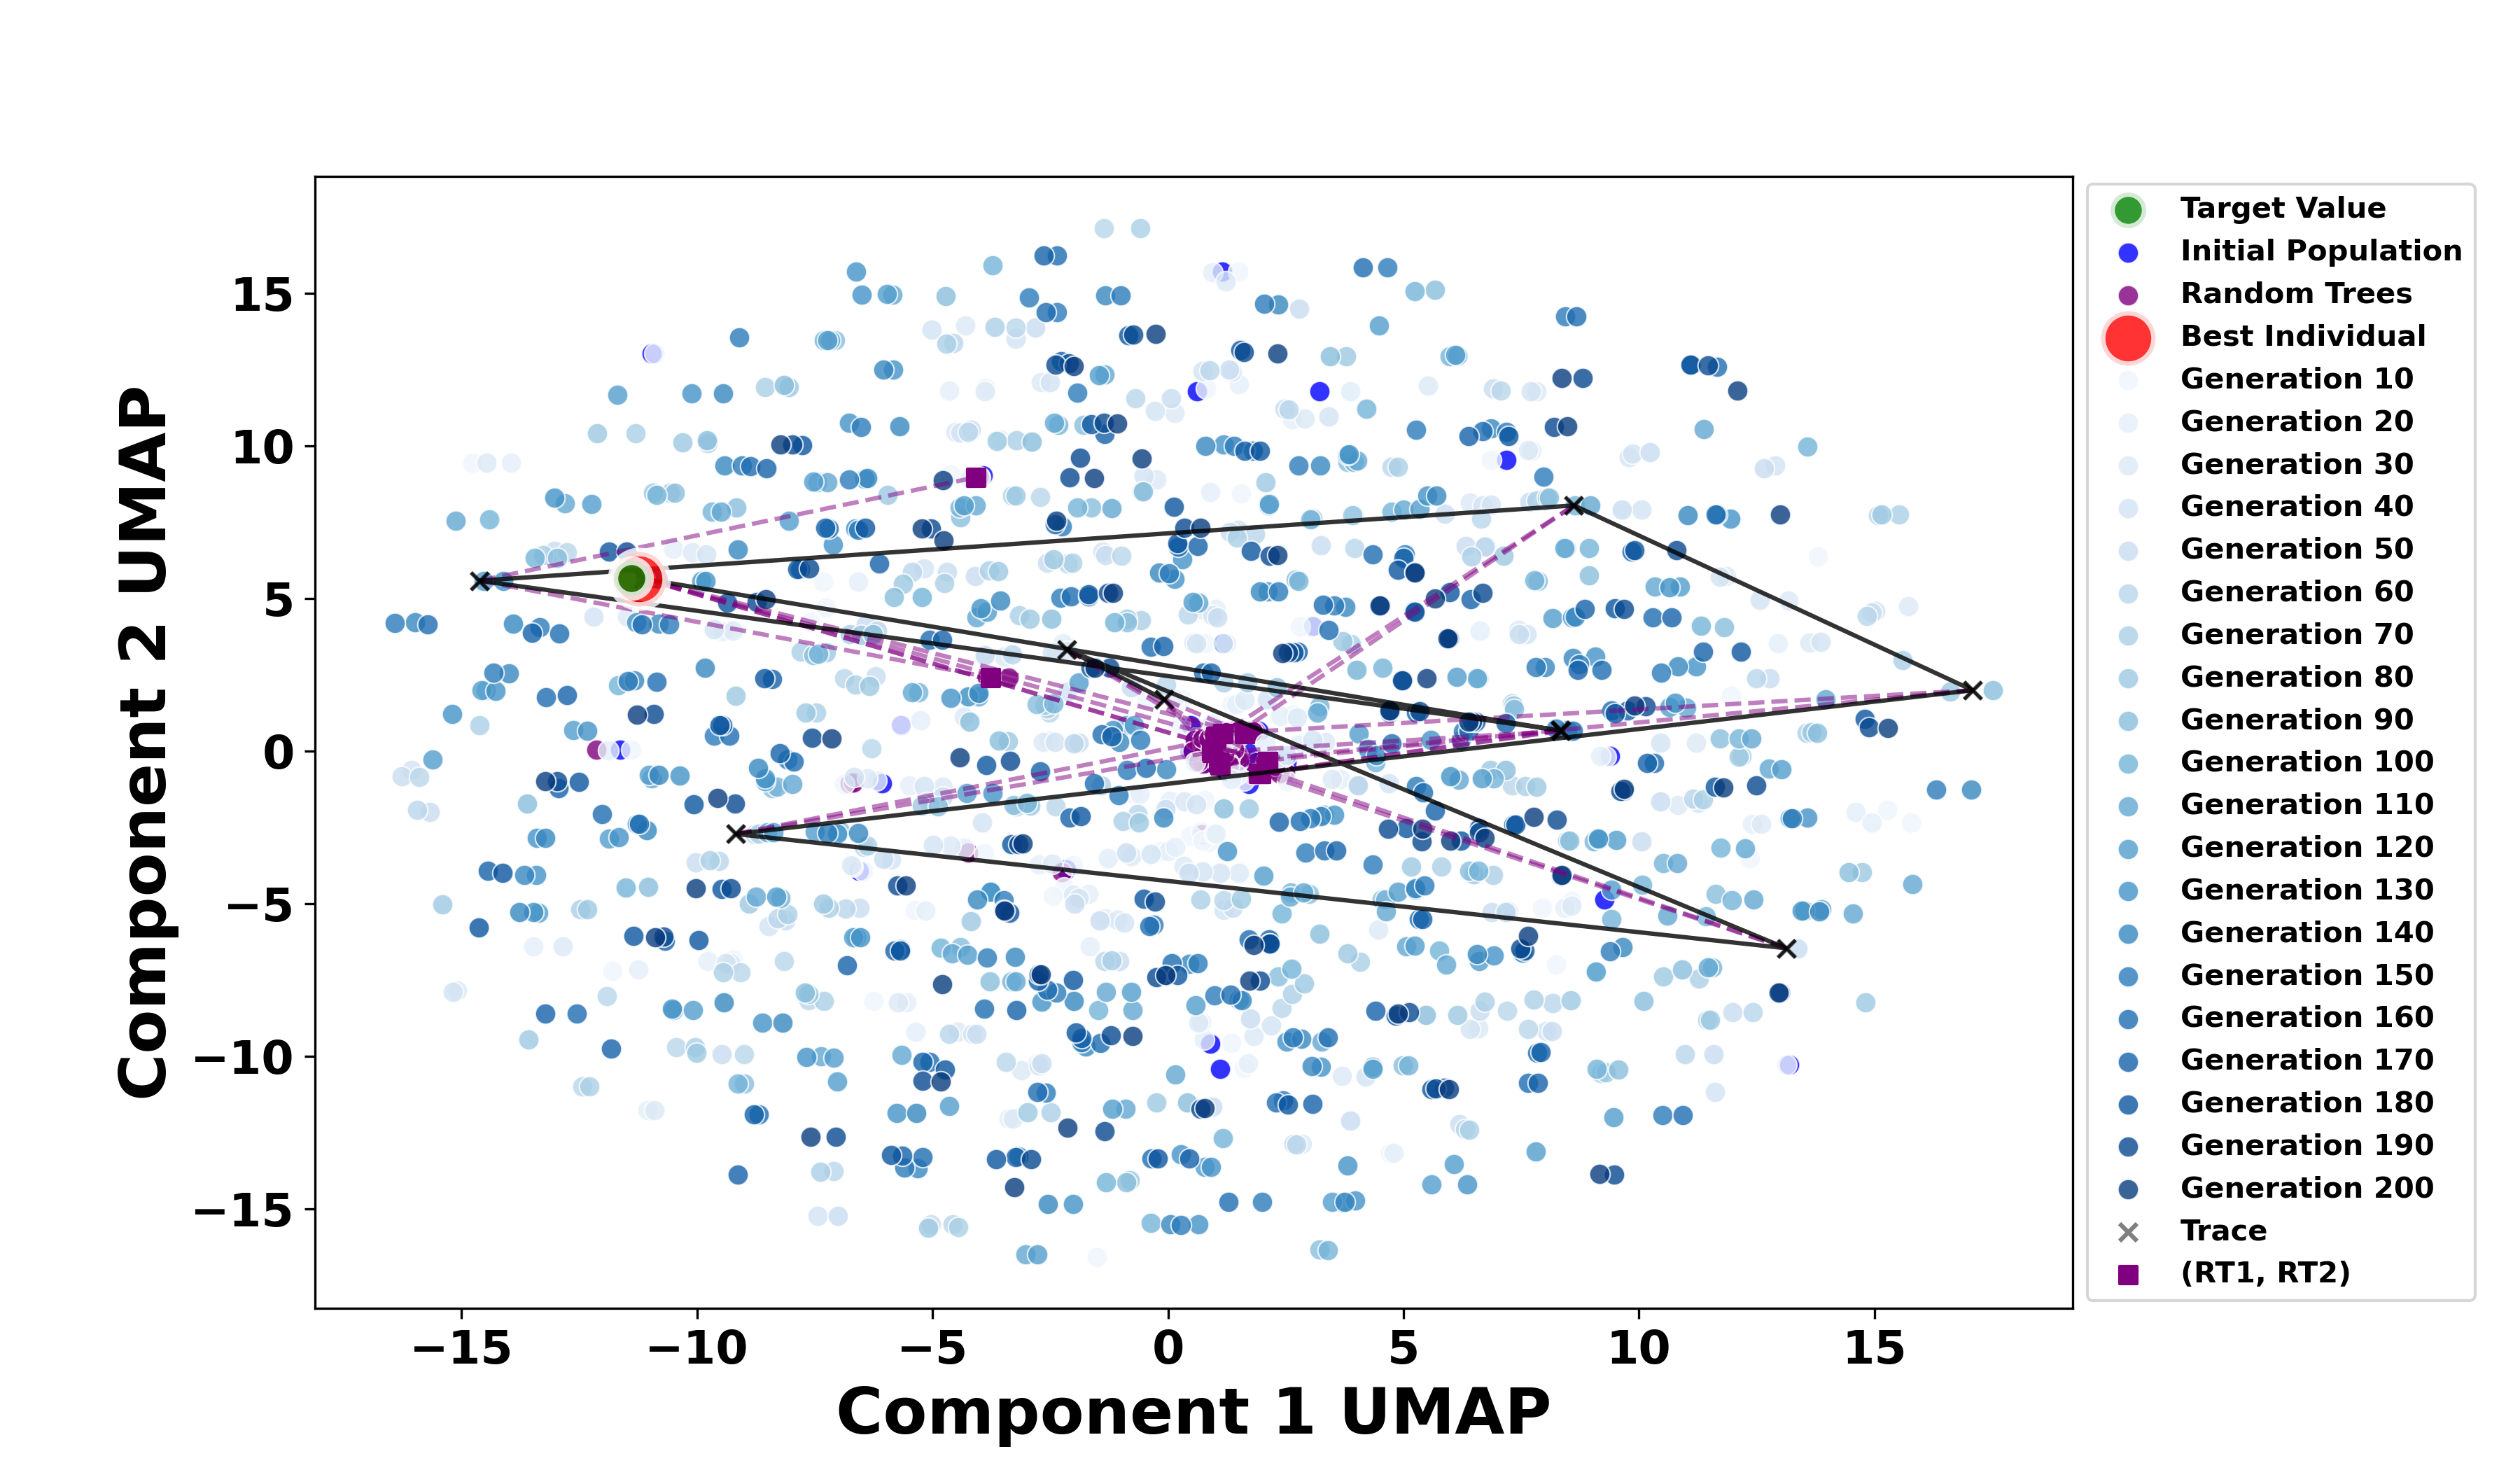 15
10
5
0
−5
−10
−15
Component 2 UMAP
−15
−10
−5
0
5
10
15
Component 1 UMAP
Target Value
Initial Population
Random Trees
Best Individual
Generation 10
Generation 20
Generation 30
Generation 40
Generation 50
Generation 60
Generation 70
Generation 80
Generation 90
Generation 100
Generation 110
Generation 120
Generation 130
Generation 140
Generation 150
Generation 160
Generation 170
Generation 180
Generation 190
Generation 200
Trace
(RT1, RT2)